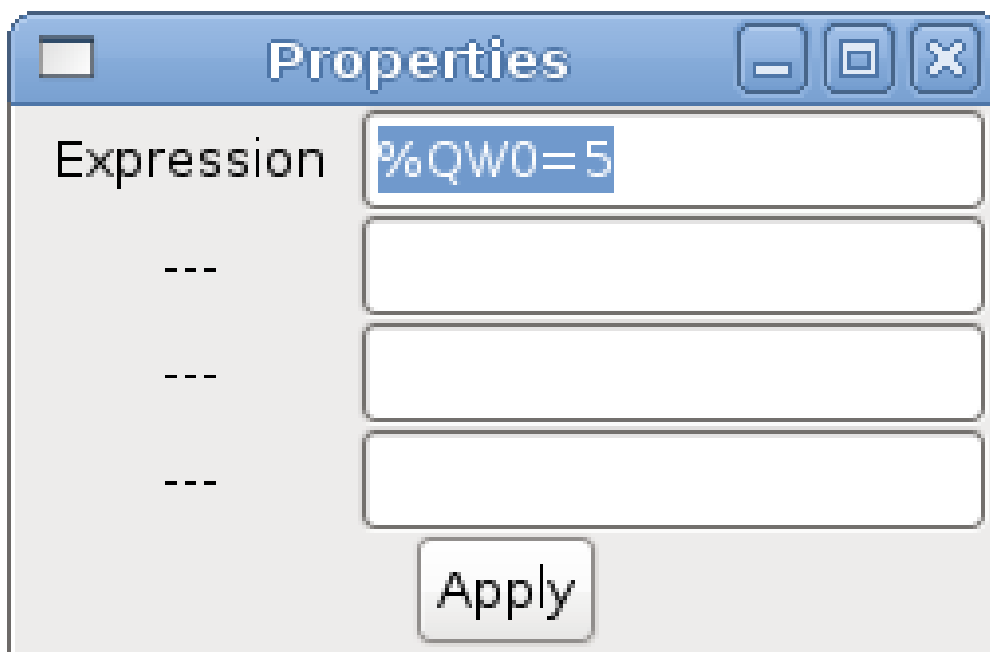 Properties
Expression %QW0=5
---
---
---
Apply